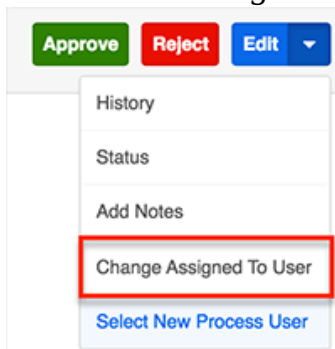 Approve Reject Edit
History
Status
Add Notes
Change Assigned To User
Select New Process User